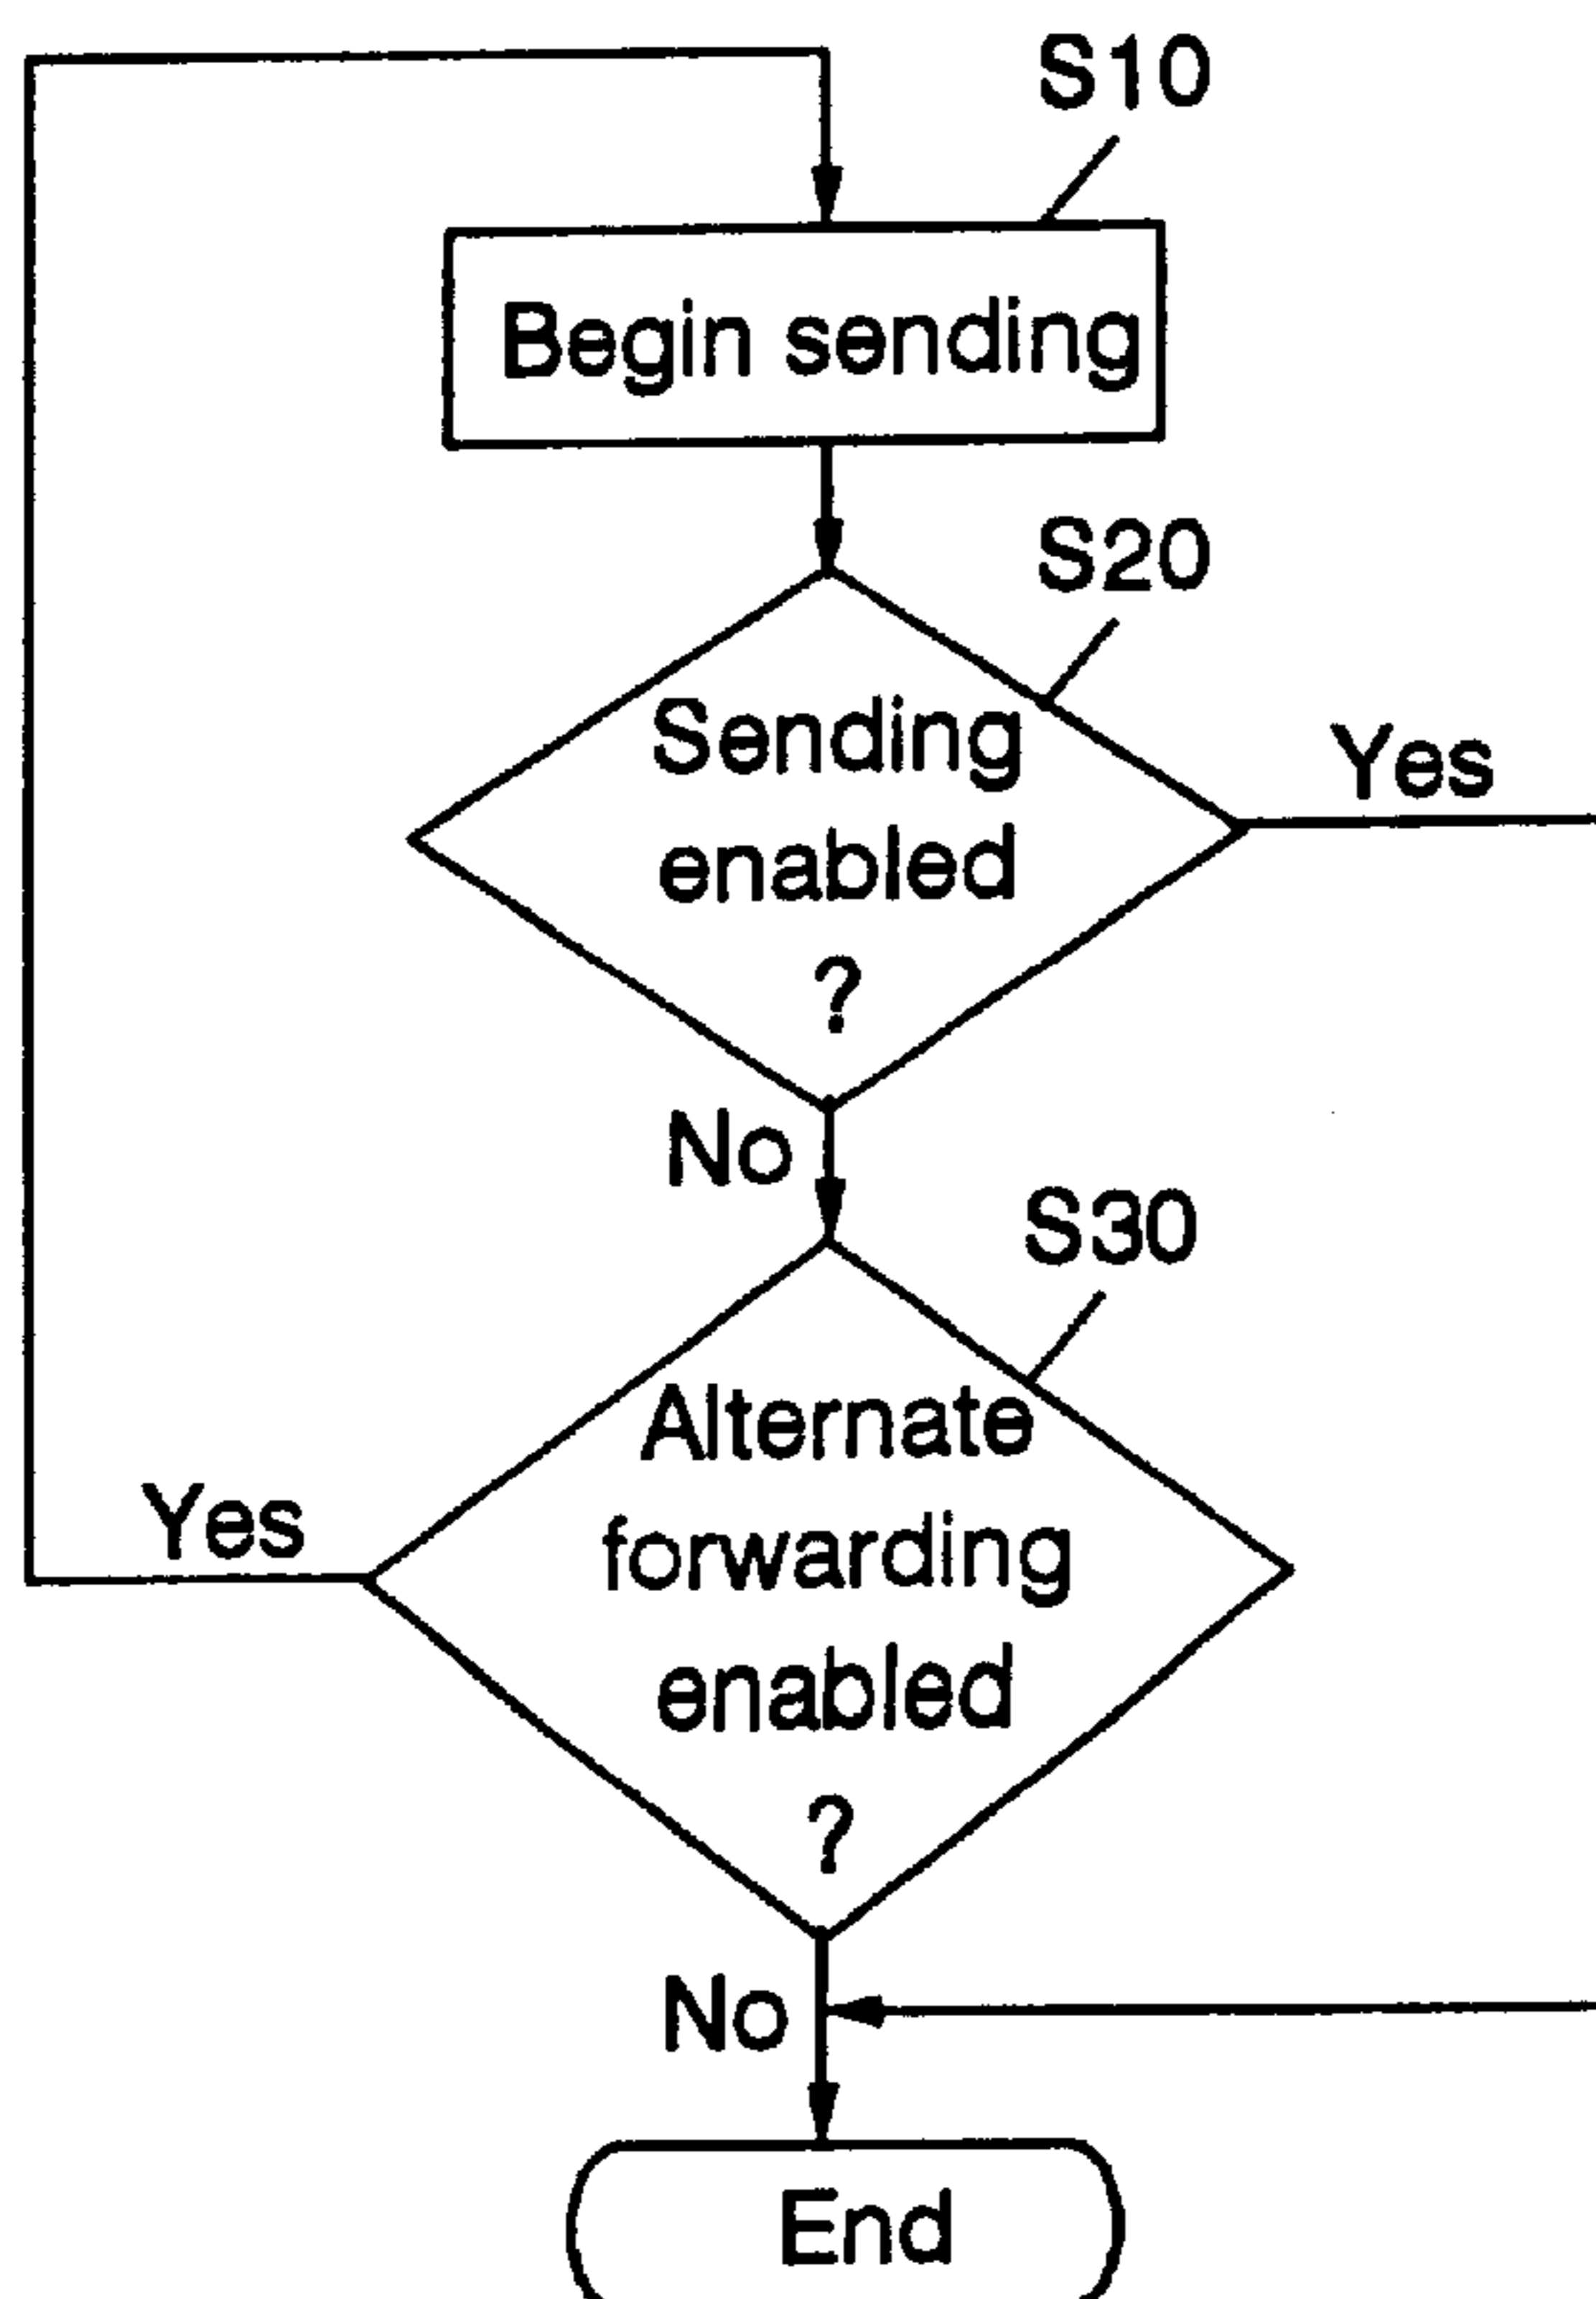 S10
Begin sending
S20
Sending
enabled
?
Yes
No
S30
Alternate
forwarding
enabled
?
Yes
No
End